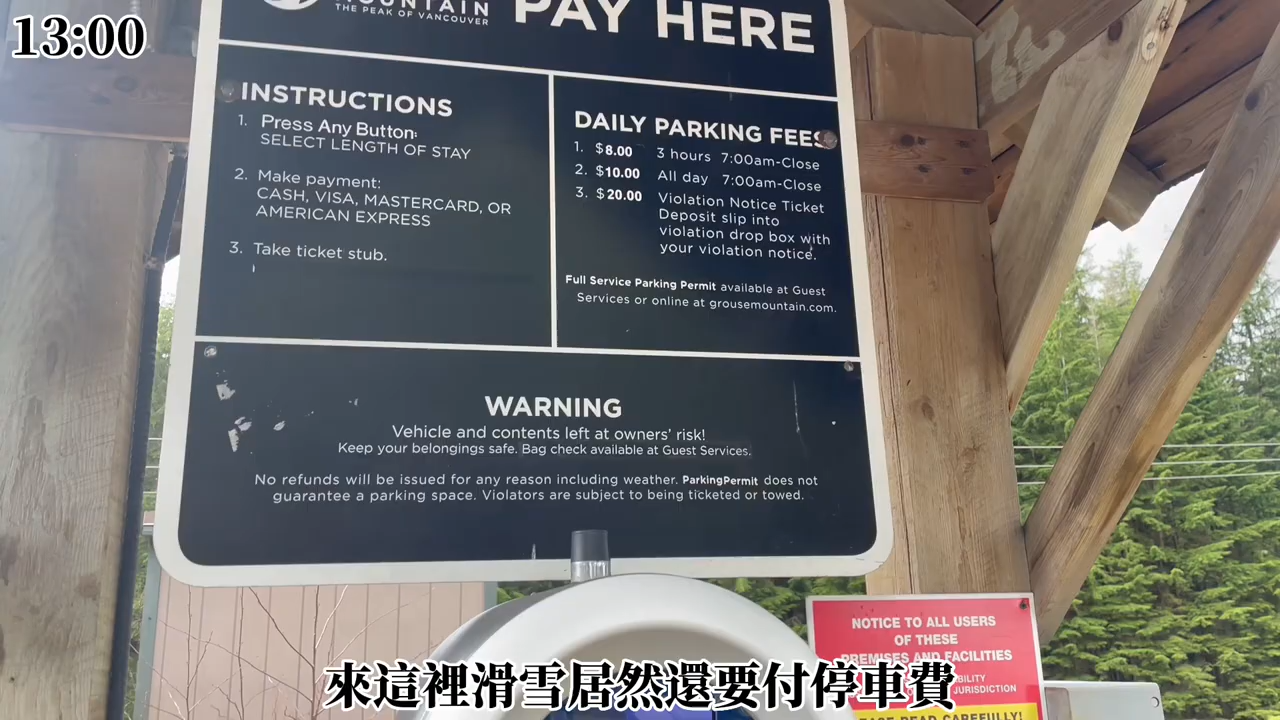 13:00
MOUNTAIN
THE PEAK OF VANCOUVER
PAY HERE
INSTRUCTIONS
1. Press Any Button:
SELECT LENGTH OF STAY
2. Make payment:
CASH, VISA, MASTERCARD, OR
AMERICAN EXPRESS
3. Take ticket stub.
DAILY PARKING FEES
1. $8.00 3 hours 7:00am-Close
2. $10.00 All day 7:00am-Close
3. $20.00 Violation Notice Ticket
Deposit slip into
violation drop box with
your violation notice.
Full Service Parking Permit available at Guest
Services or online at grousemountain.com.
WARNING
Vehicle and contents left at owners' risk!
Keep your belongings safe. Bag check available at Guest Services.
No refunds will be issued for any reason including weather. ParkingPermit does not
guarantee a parking space. Violators are subject to being ticketed or towed.
NOTICE TO ALL USERS
OF THESE
PREMISES AND FACILITIES
JURISDICTION
READ CAREFULLY!
來這裡滑雪居然還要付停車費